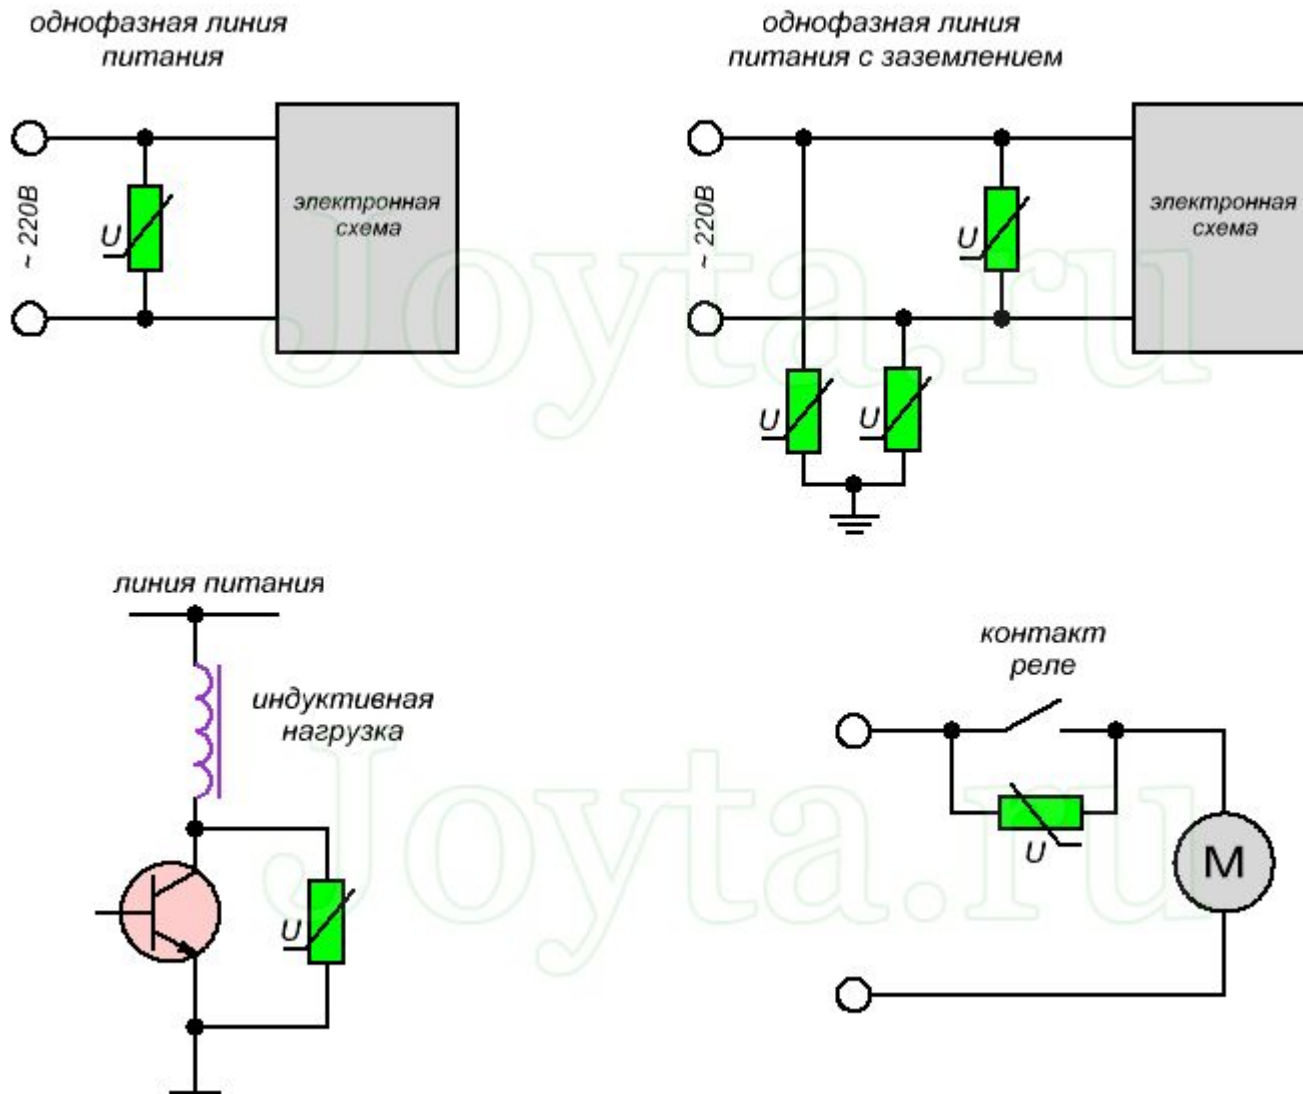 однофазная линия
питания
однофазная линия
питания с заземлением
~ 220В
U
электронная
схема
~ 220В
U
электронная
схема
U
U
линия питания
индуктивная
нагрузка
U
контакт
реле
U
M
Joyta.ru
Joyta.ru